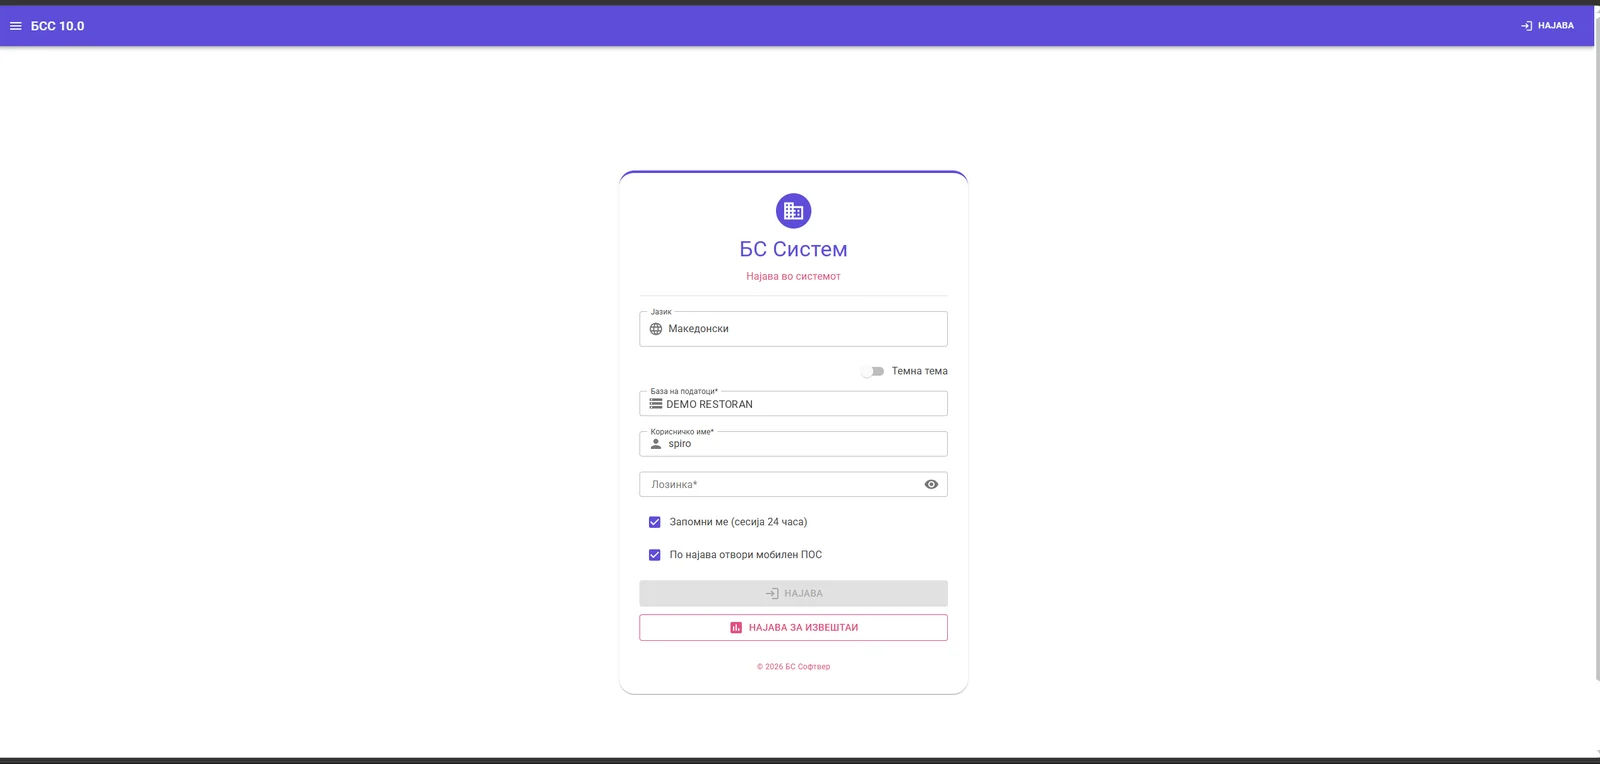 БСС 10.0
НАЈАВА
БС Систем
Најава во системот
Јазик
Македонски
Темна тема
База на податоци*
DEMO RESTORAN
Корисничко име*
spiro
Лозинка*
Запомни ме (сесија 24 часа)
По најава отвори мобилен ПОС
НАЈАВА
НАЈАВА ЗА ИЗВЕШТАИ
© 2026 БС Софтвер